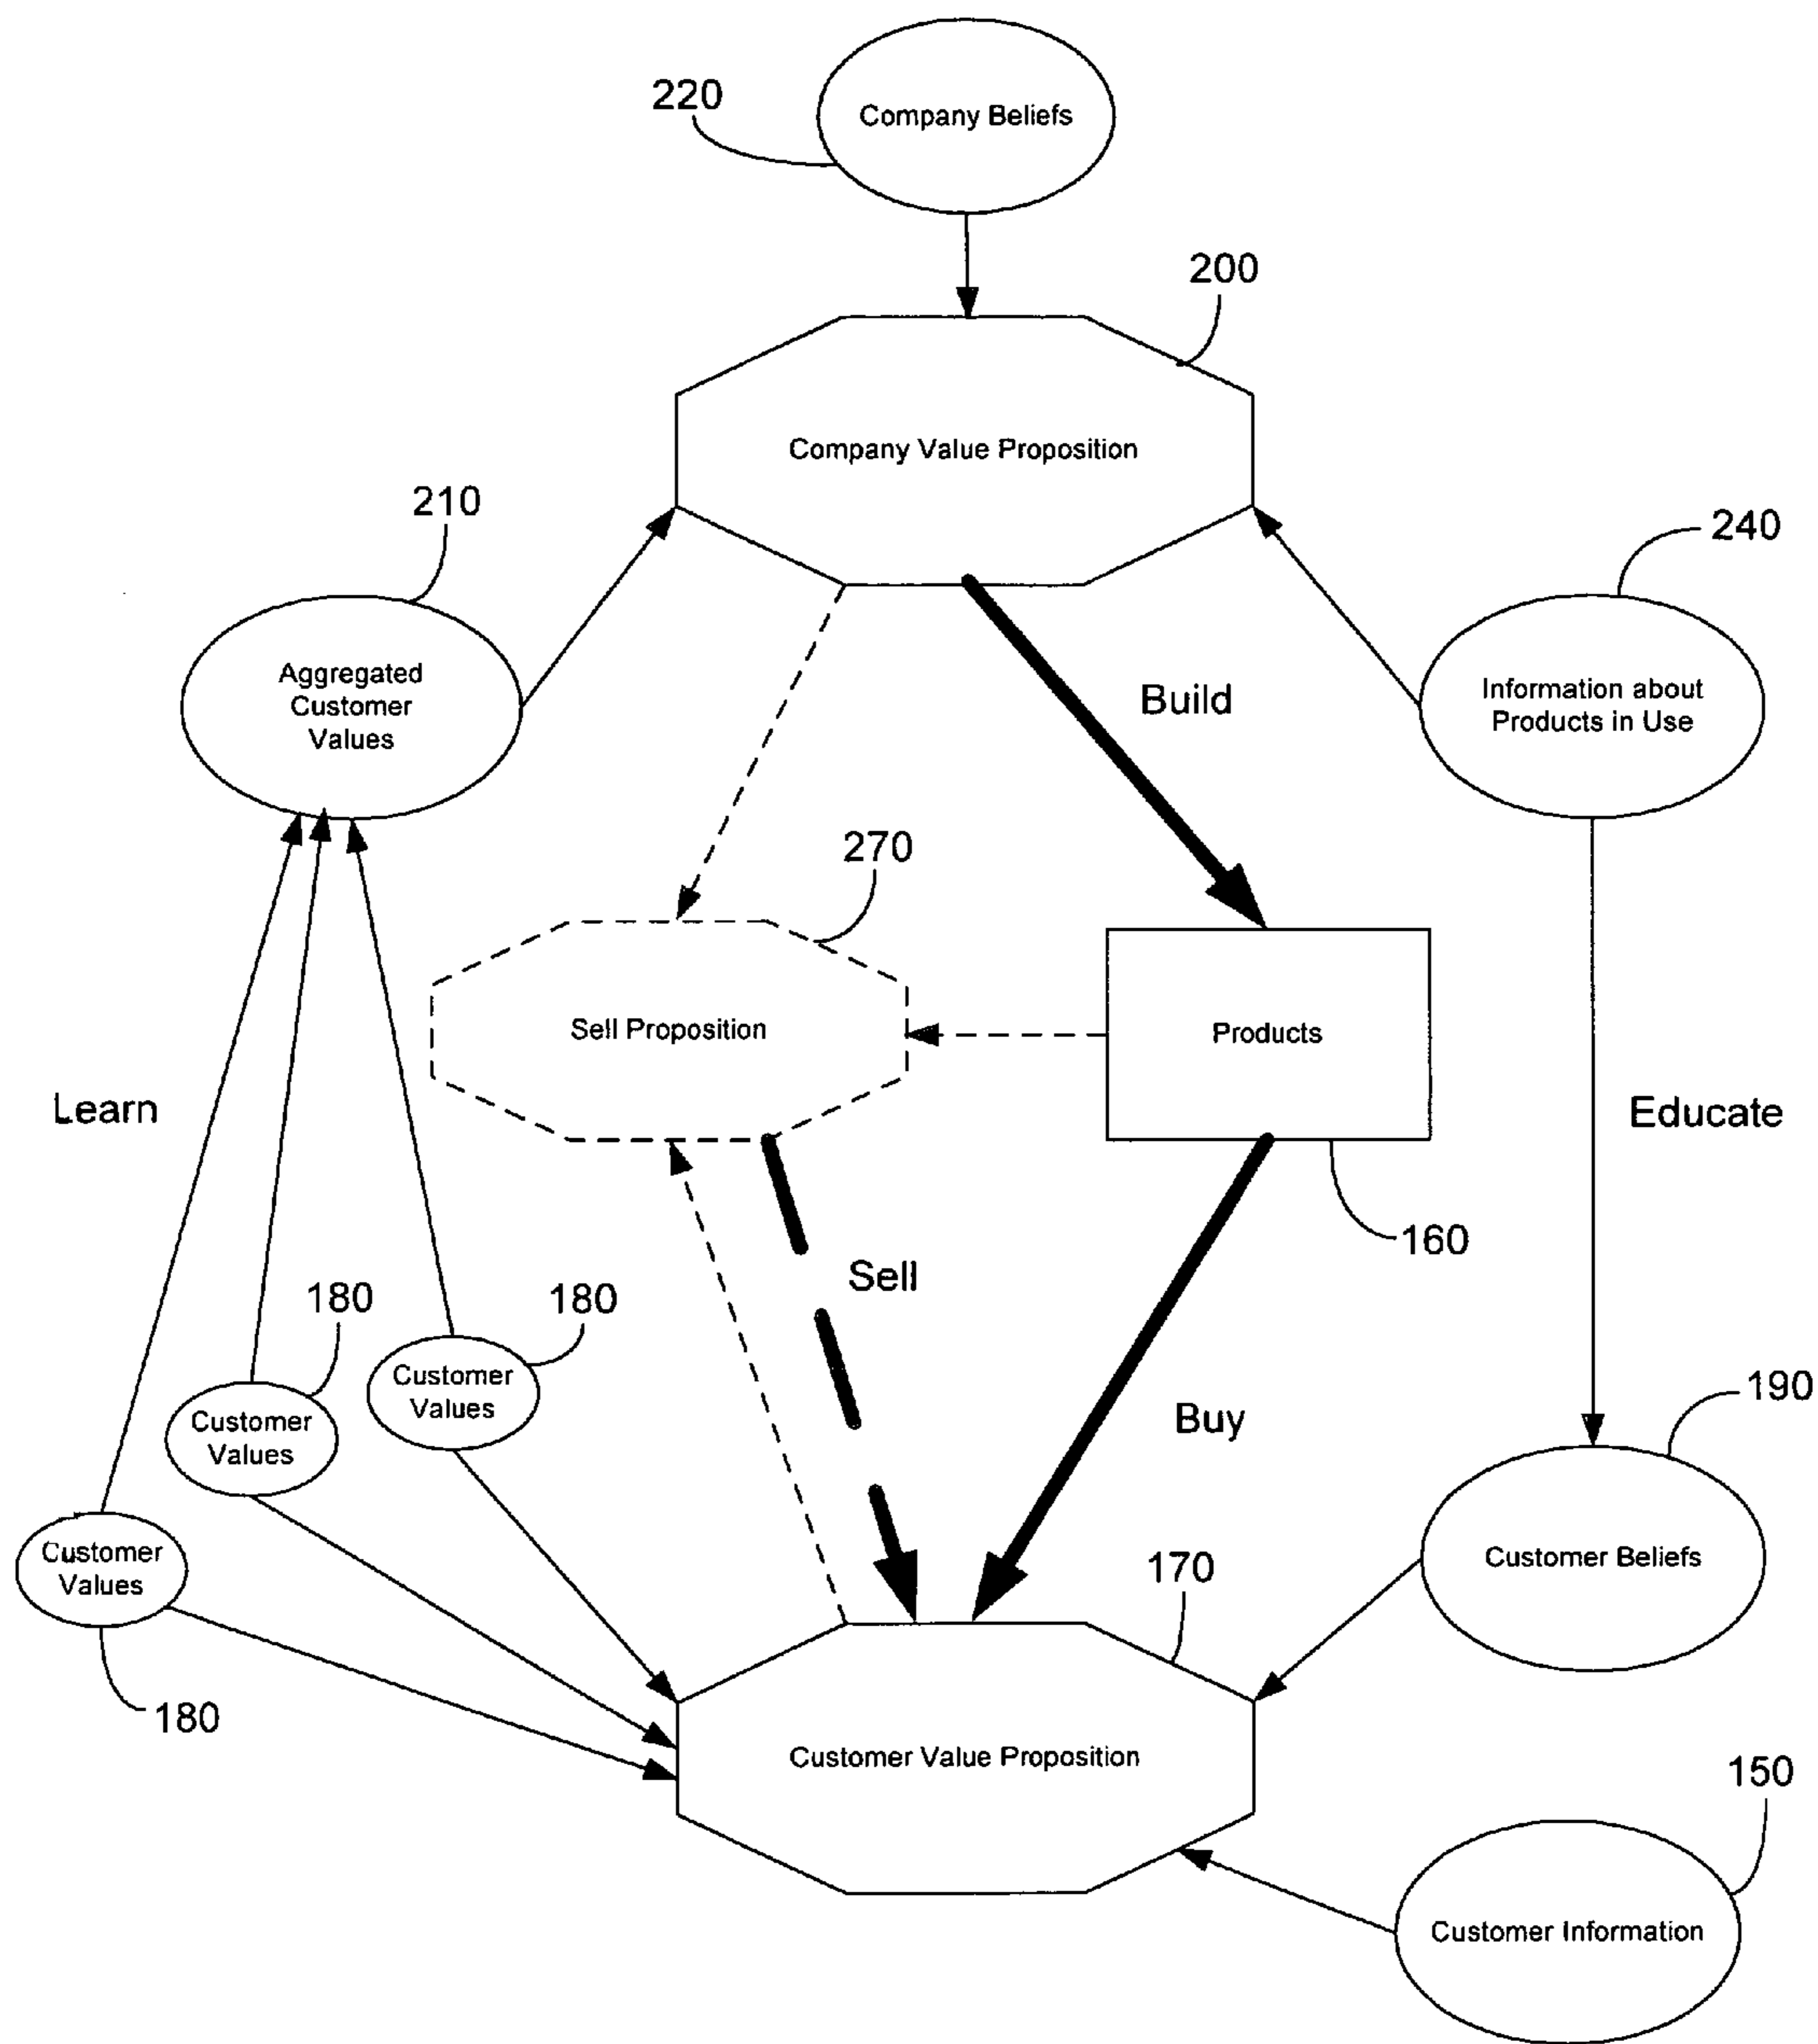 220
Company Beliefs
200
Company Value Proposition
210
240
Aggregated
Customer
Values
Build
Information about
Products in Use
270
Sell Proposition
Products
Learn
Educate
160
Sell
180
180
Customer
Values
Customer
Values
190
Buy
Customer
Values
170
Customer Beliefs
180
Customer Value Proposition
150
Customer Information